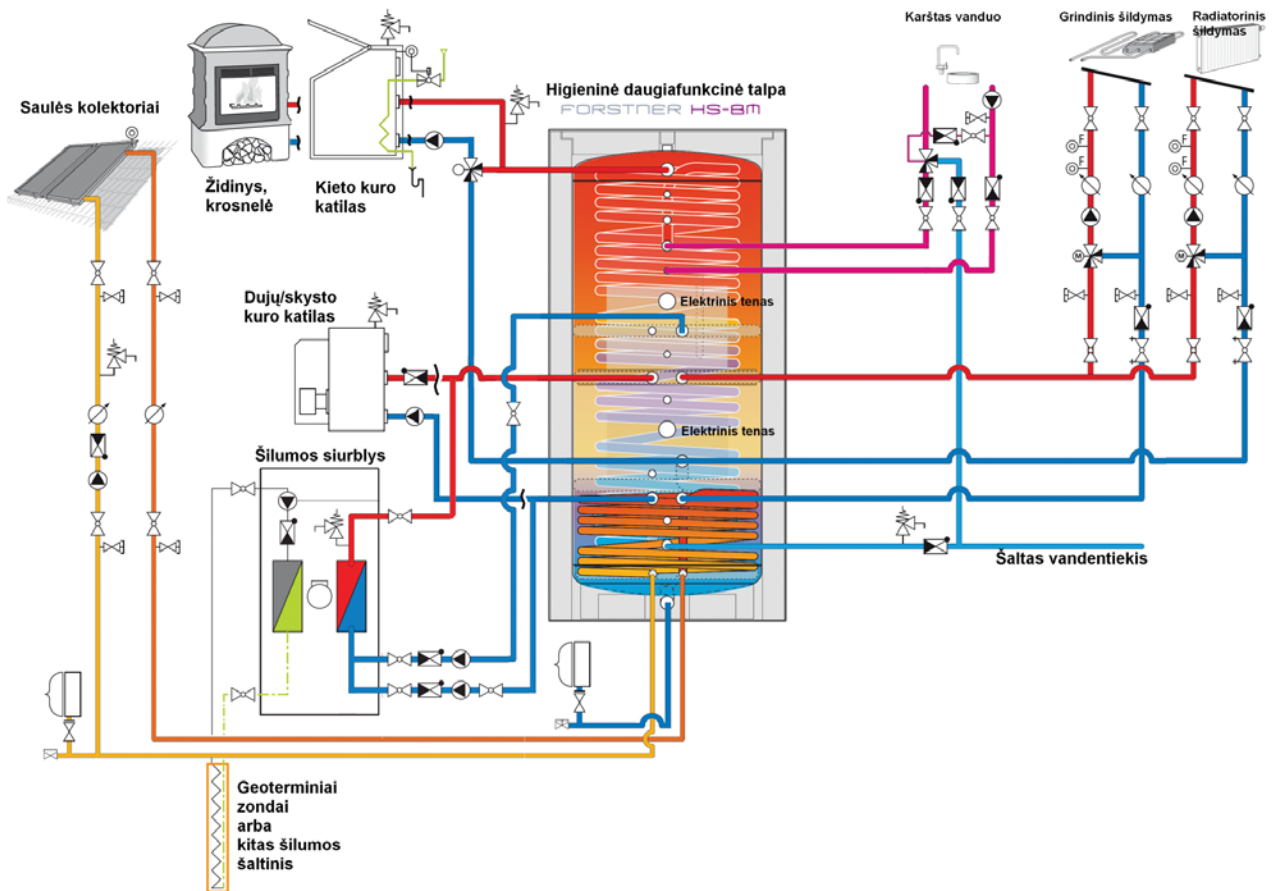 Karštas vanduo
Grindinis šildymas
Radiatorinis
šildymas
Higieninė daugiafunkcinė talpa
FORSTNER HS-BM
Saulės kolektoriai
Židinys,
krosnelė
Kieto kuro
katilas
F
F
F
F
M
M
Dujų/skysto
kuro katilas
Elektrinis tenas
Elektrinis tenas
Šilumos siurblys
Šaltas vandentiekis
Geoterminiai
zondai
arba
kitas šilumos
šaltinis